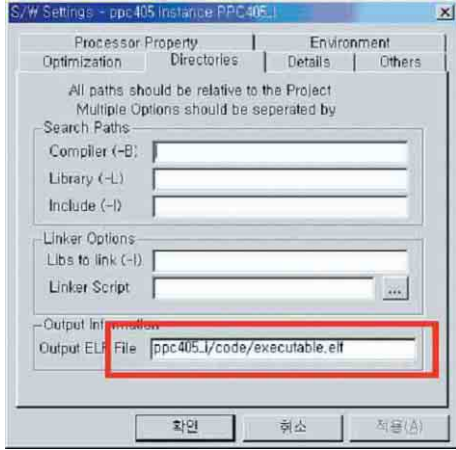 S/W Settings - ppc405 instance PPC405_i
Processor Property
Environment
Optimization
Directories
Details
Others
All paths should be relative to the Project
Multiple Options should be seperated by
Search Paths
Compiler (-B)
Library (-L)
Include (-I)
Linker Options
Libs to link (-l)
Linker Script
...
Output Information
Output ELF File
ppc405_i/code/executable.elf
확인
취소
적용(A)